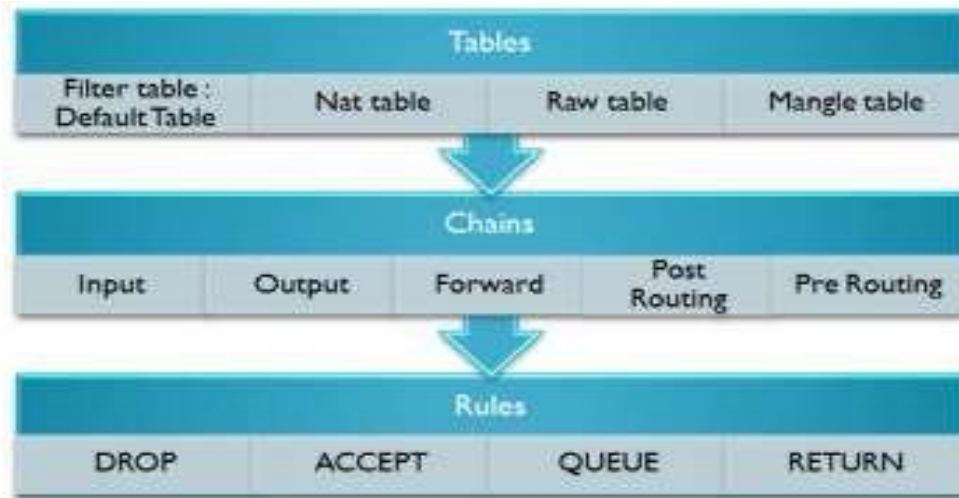 Tables
Filter table :
Default Table
Nat table
Raw table
Mangle table
Chains
Input
Output
Forward
Post
Routing
Pre Routing
Rules
DROP
ACCEPT
QUEUE
RETURN